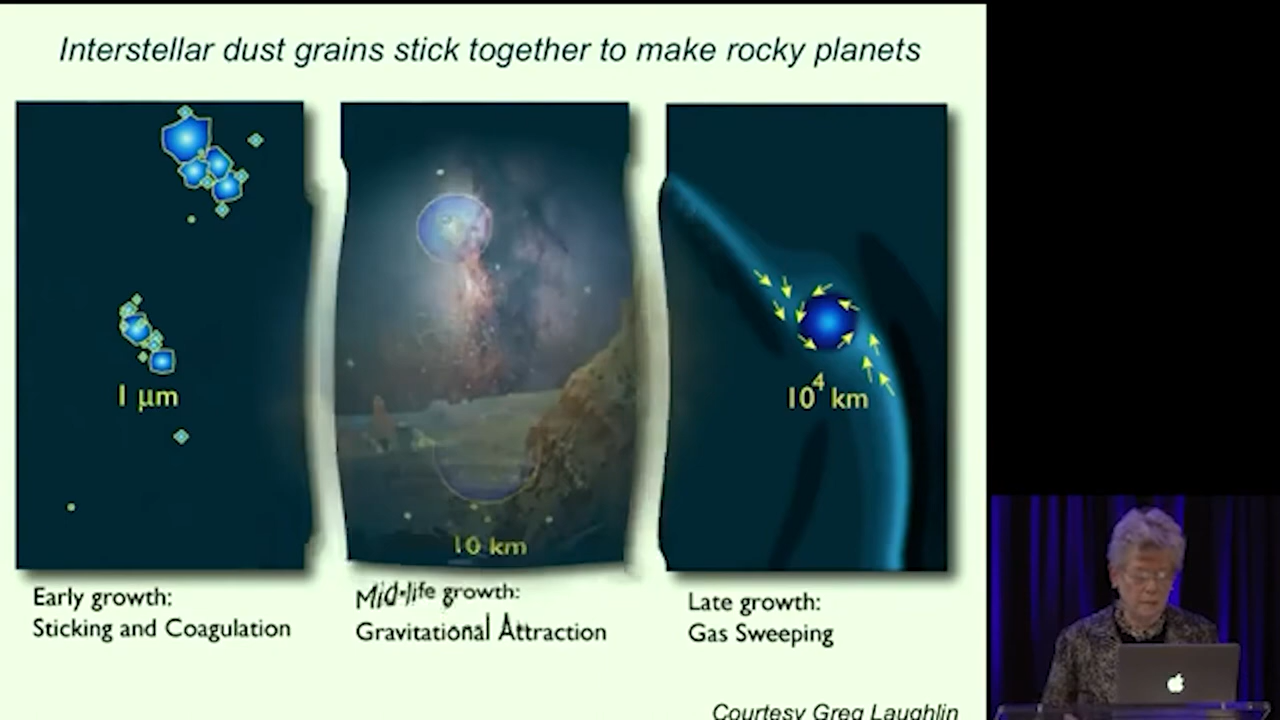 Interstellar dust grains stick together to make rocky planets
1 μm
10 km
10⁴ km
Early growth:
Sticking and Coagulation
Mid-life growth:
Gravitational Attraction
Late growth:
Gas Sweeping
Courtesy Greg Laughlin